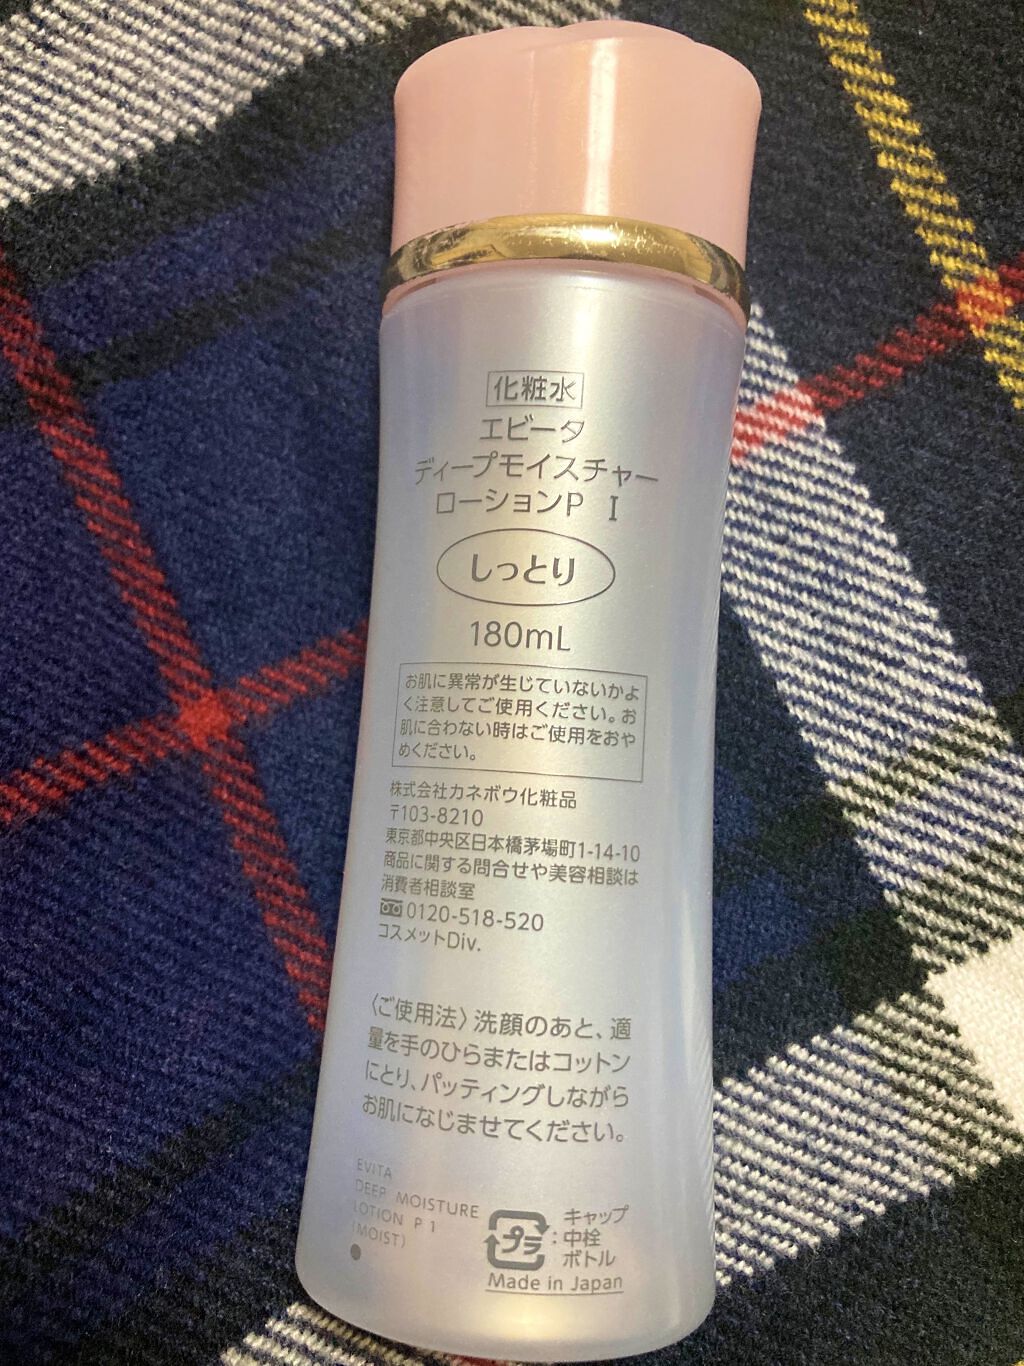 化粧水
エビータ
ディープモイスチャー
ローションP I
しっとり
180mL
お肌に異常が生じていないかよ
く注意してご使用ください。お
肌に合わない時はご使用をおや
めください。
株式会社カネボウ化粧品
〒103-8210
東京都中央区日本橋茅場町1-14-10
商品に関する問合せや美容相談は
消費者相談室
0120-518-520
コスメットDiv.
〈ご使用法〉洗顔のあと、適
量を手のひらまたはコットン
にとり、パッティングしながら
お肌になじませてください。
EVITA
DEEP MOISTURE
LOTION P 1
(MOIST)
プラ
:
キャップ
中栓
ボトル
Made in Japan